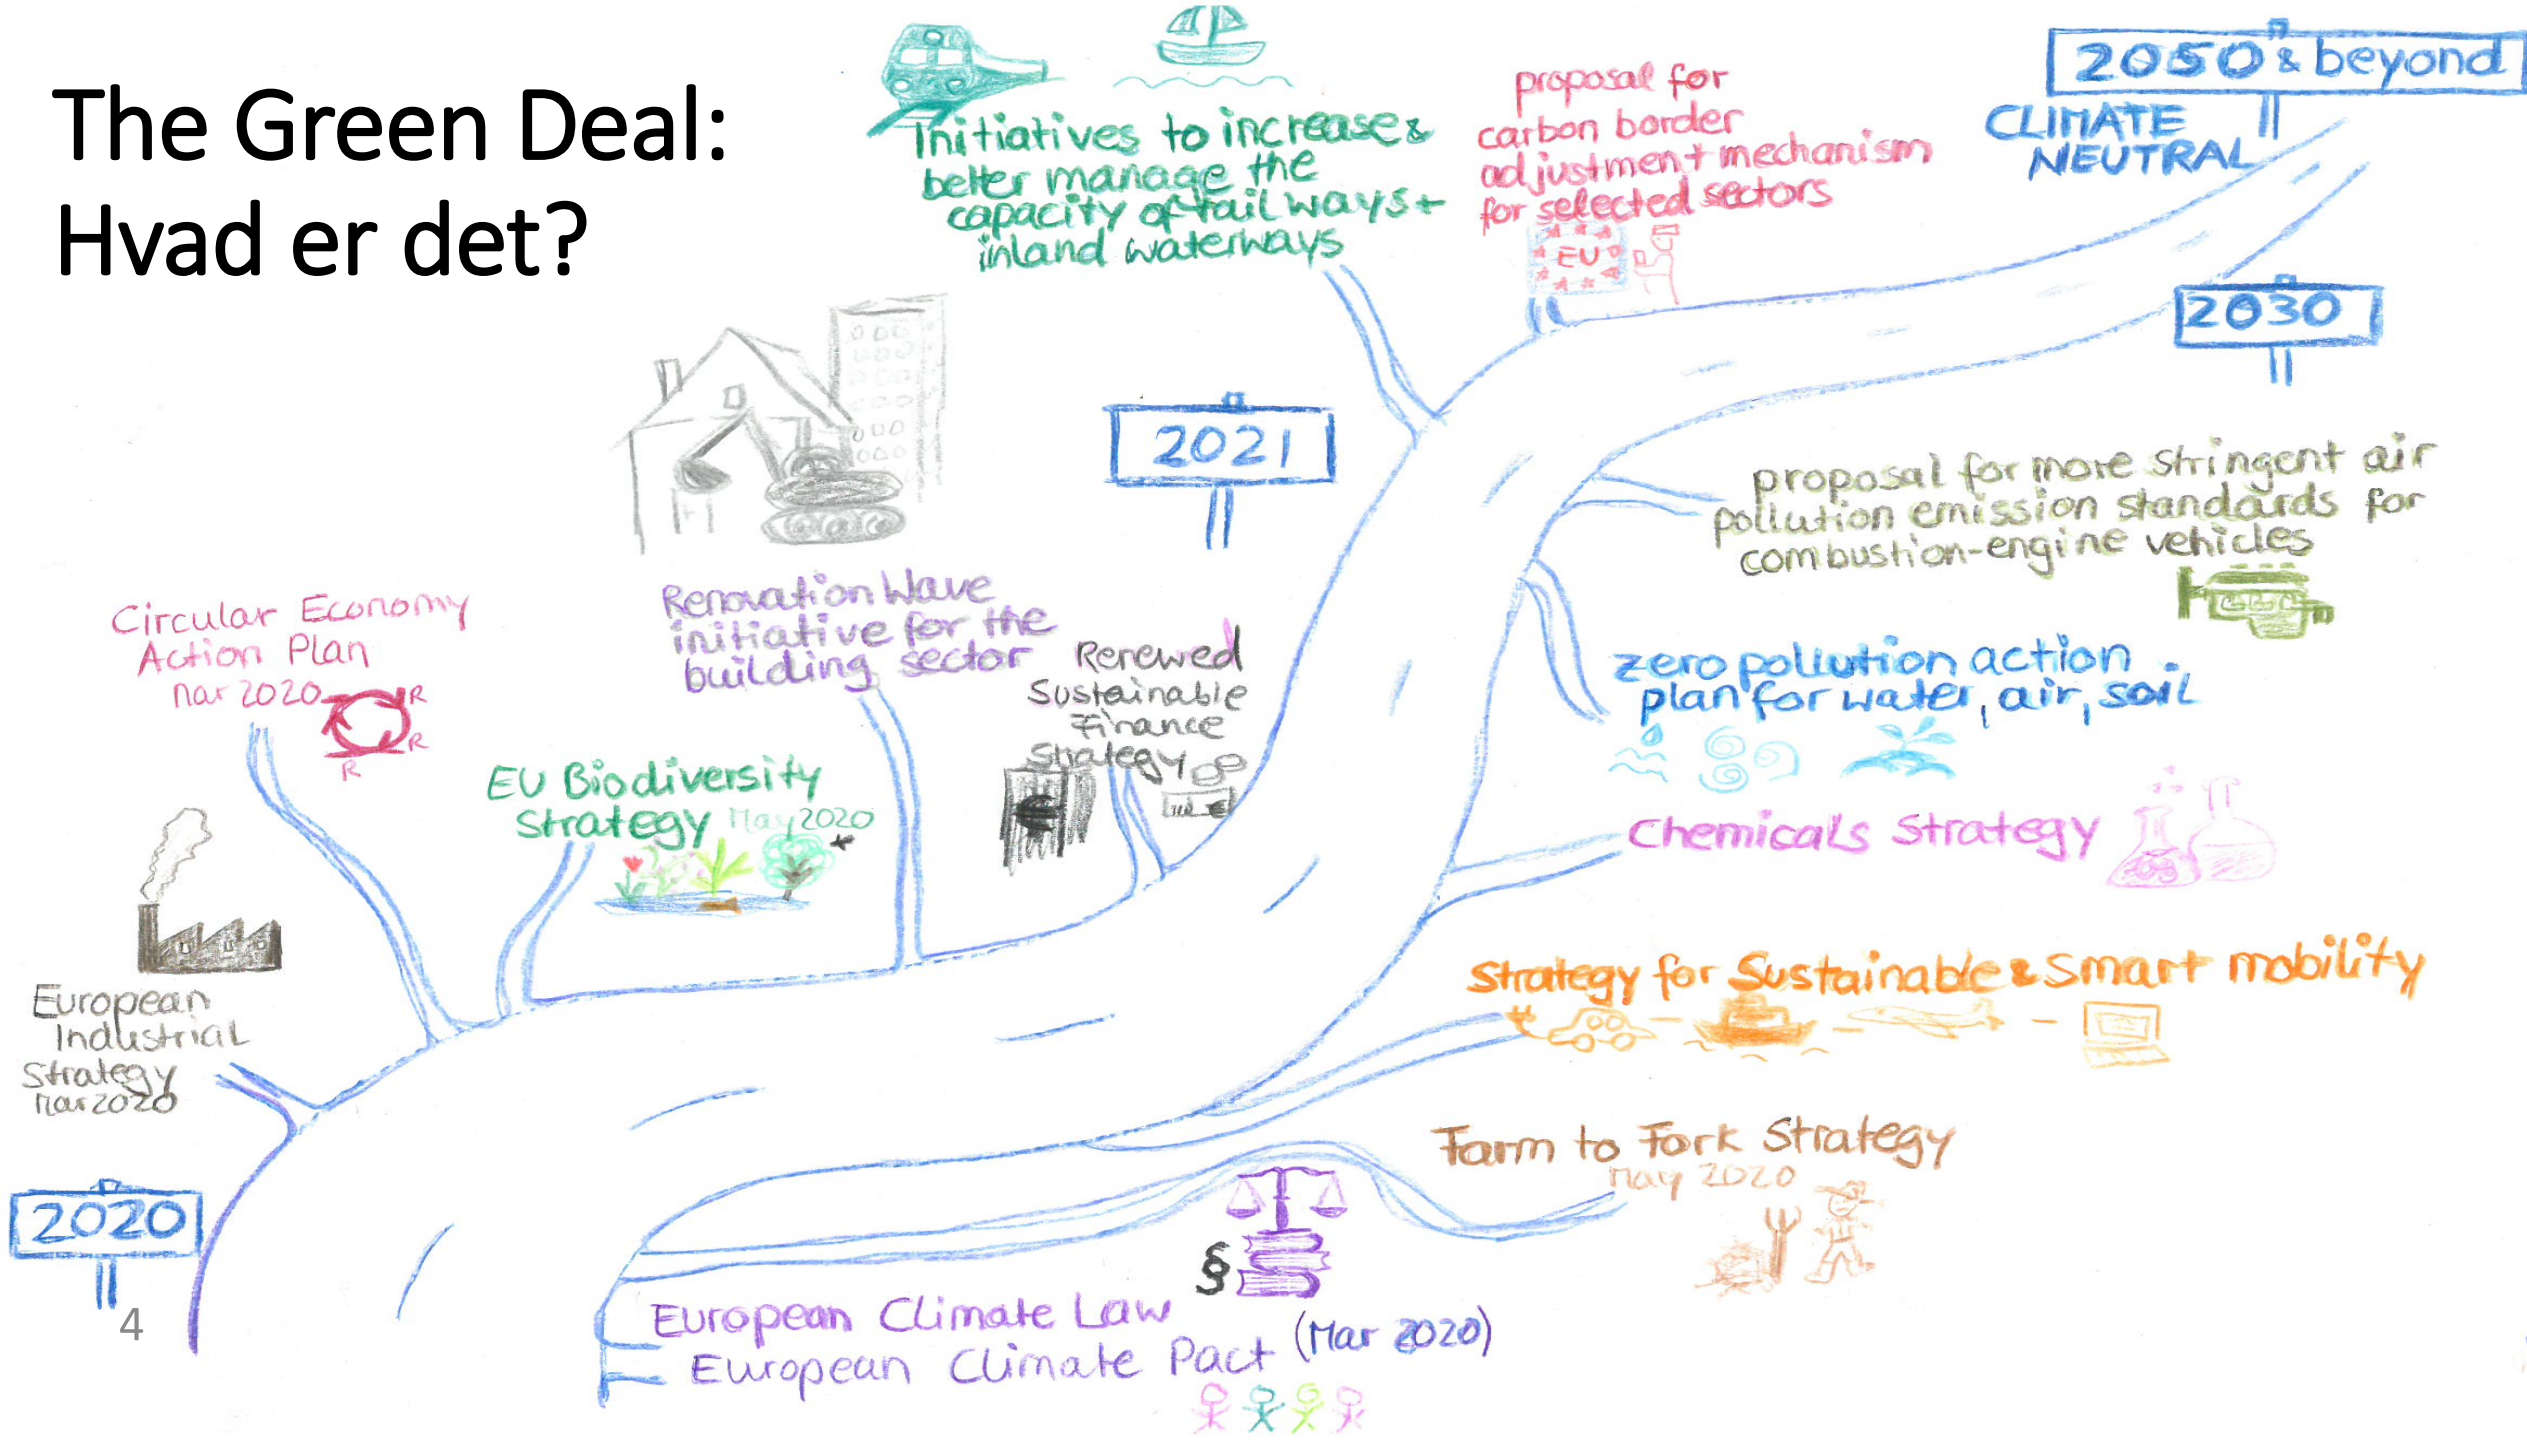 The Green Deal:
Hvad er det?
Initiatives to increase &
better manage the
capacity of railways +
inland waterways
proposal for
carbon border
adjustment mechanism
for selected sectors
EU
2050 & beyond
CLIMATE
NEUTRAL
2030
2021
proposal for more stringent air
pollution emission standards for
combustion-engine vehicles
Circular Economy
Action Plan
Mar 2020
R
R
R
Renovation Wave
initiative for the
building sector
Renewed
Sustainable
Finance
Strategy
€
zero pollution action
plan for water, air, soil
EU Biodiversity
Strategy May 2020
Chemicals Strategy
European
Industrial
Strategy
Mar 2020
Strategy for Sustainable & Smart mobility
Farm to Fork Strategy
May 2020
2020
4
§
European Climate Law
European Climate Pact (Mar 2020)